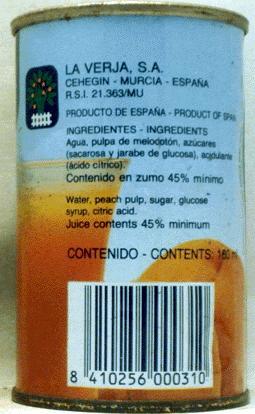 LA VERJA, S.A.
CEHEGIN - MURCIA - ESPAÑA
R.S.I. 21.363/MU
PRODUCTO DE ESPAÑA - PRODUCT OF SPAIN
INGREDIENTES - INGREDIENTS
Agua, pulpa de melocotón, azúcares
(sacarosa y jarabe de glucosa), acidulante
(ácido cítrico).
Contenido en zumo 45% mínimo
Water, peach pulp, sugar, glucose
syrup, citric acid.
Juice contents 45% minimum
CONTENIDO - CONTENTS: 160 m
8 410256 000310